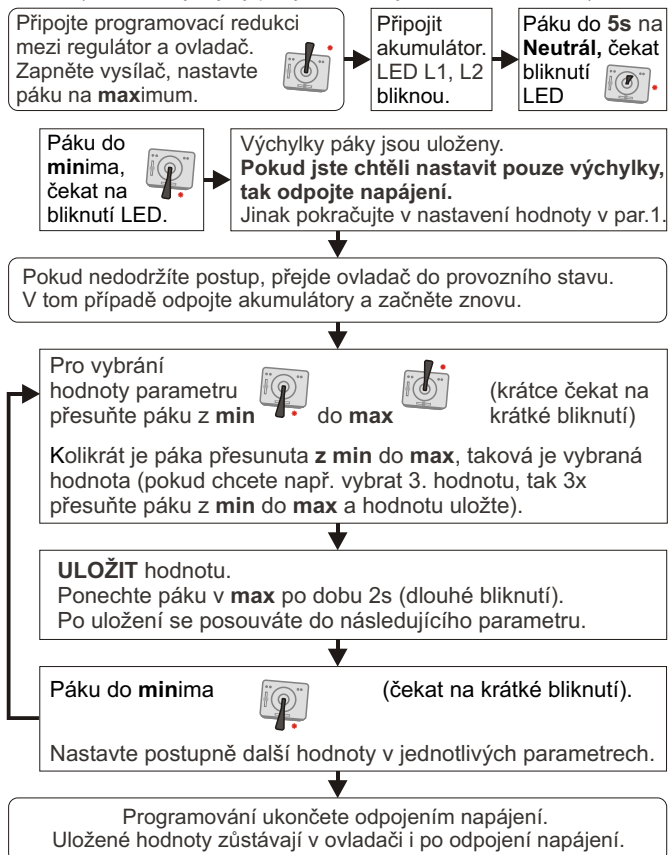 Připojte programovací redukci
mezi regulátor a ovladač.
Zapněte vysílač, nastavte
páku na maximum.
Připojit
akumulátor.
LED L1, L2
bliknou.
Páku do 5s na
Neutrál, čekat
bliknutí
LED
Páku do
minima,
čekat na
bliknutí LED.
Výchylky páky jsou uloženy.
Pokud jste chtěli nastavit pouze výchylky,
tak odpojte napájení.
Jinak pokračujte v nastavení hodnoty v par.1.
Pokud nedodržíte postup, přejde ovladač do provozního stavu.
V tom případě odpojte akumulátory a začněte znovu.
Pro vybrání
hodnoty parametru
přesuňte páku z min do max
(krátce čekat na
krátké bliknutí)
Kolikrát je páka přesunuta z min do max, taková je vybraná
hodnota (pokud chcete např. vybrat 3. hodnotu, tak 3x
přesuňte páku z min do max a hodnotu uložte).
ULOŽIT hodnotu.
Ponechte páku v max po dobu 2s (dlouhé bliknutí).
Po uložení se posouváte do následujícího parametru.
Páku do minima (čekat na krátké bliknutí).
Nastavte postupně další hodnoty v jednotlivých parametrech.
Programování ukončete odpojením napájení.
Uložené hodnoty zůstávají v ovladači i po odpojení napájení.